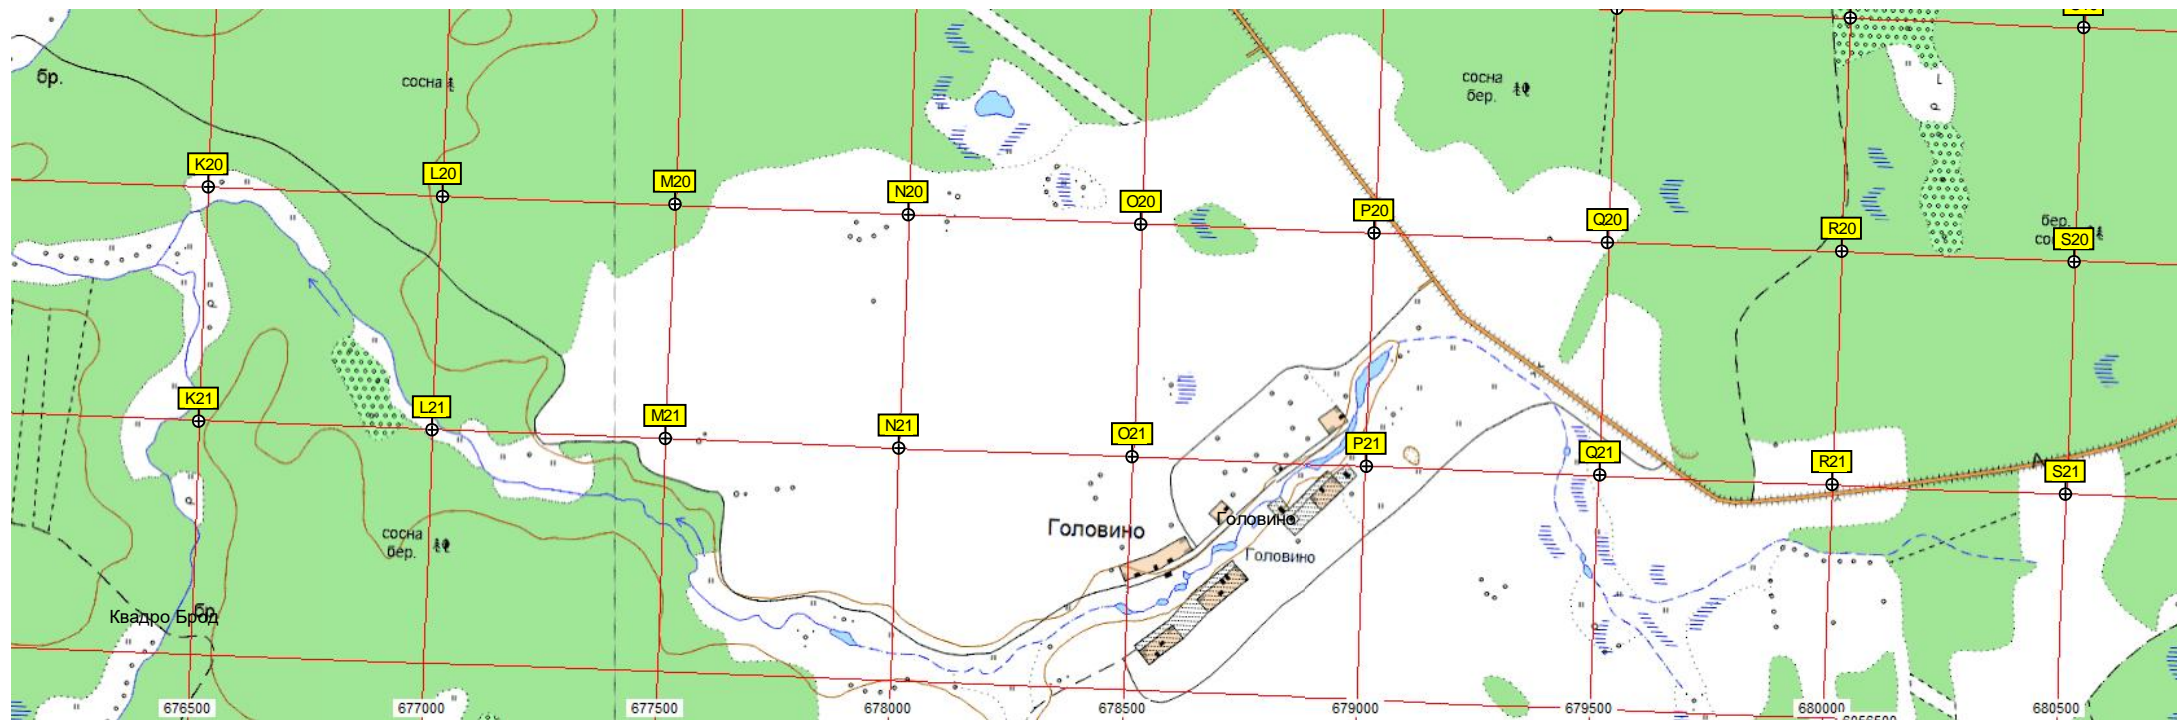 бр.
сосна
сосна
бер.
K20
L20
M20
N20
O20
P20
Q20
R20
S20
бер.
K21
L21
M21
N21
O21
P21
Q21
R21
S21
сосна
бер.
Головино
Головино
Головино
Квадро Брод
бр.
676500
677000
677500
678000
678500
679000
679500
680000
680500